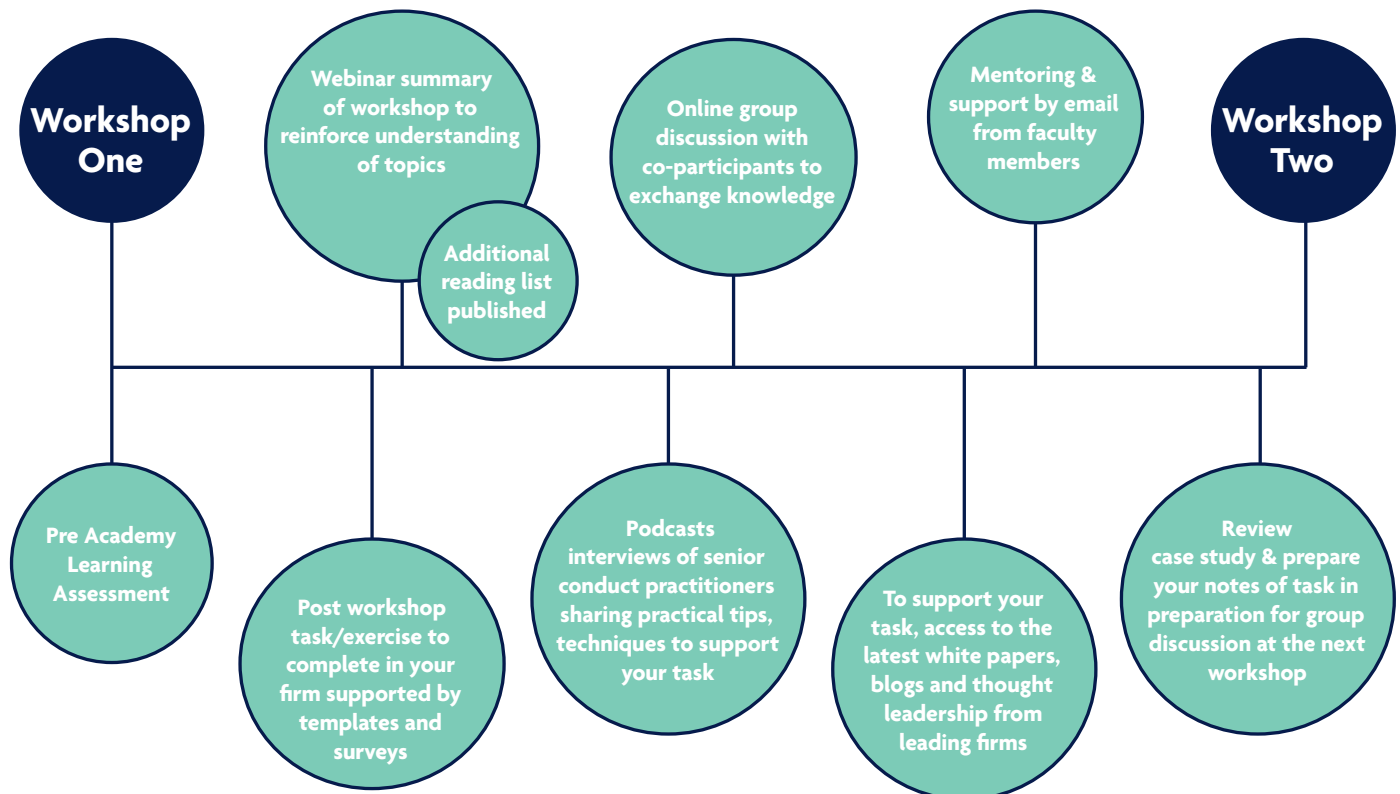 Workshop
One
Webinar summary
of workshop to
reinforce understanding
of topics
Additional
reading list
published
Online group
discussion with
co-participants to
exchange knowledge
Mentoring &
support by email
from faculty
members
Workshop
Two
Pre Academy
Learning
Assessment
Post workshop
task/exercise to
complete in your
firm supported by
templates and
surveys
Podcasts
interviews of senior
conduct practitioners
sharing practical tips,
techniques to support
your task
To support your
task, access to the
latest white papers,
blogs and thought
leadership from
leading firms
Review
case study & prepare
your notes of task in
preparation for group
discussion at the next
workshop